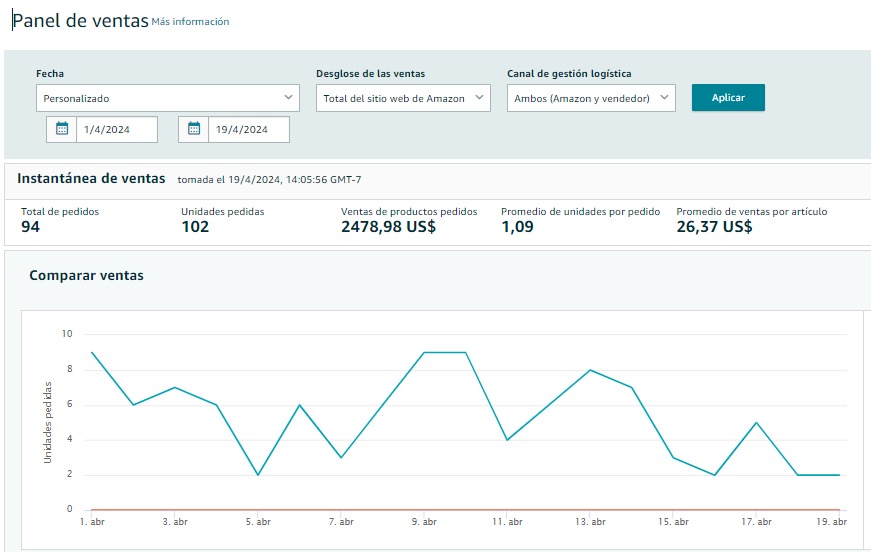 Panel de ventas Más información
Fecha Desglose de las ventas Canal de gestión logística
Personalizado Total del sitio web de Amazon Ambos (Amazon y vendedor) Aplicar
1/4/2024 19/4/2024
Instantánea de ventas tomada el 19/4/2024, 14:05:56 GMT-7
Total de pedidos Unidades pedidas Ventas de productos pedidos Promedio de unidades por pedido Promedio de ventas por artículo
94 102 2478,98 US$ 1,09 26,37 US$
Comparar ventas
10
8
6
4
2
0
Unidades pedidas
1. abr 3. abr 5. abr 7. abr 9. abr 11. abr 13. abr 15. abr 17. abr 19. abr